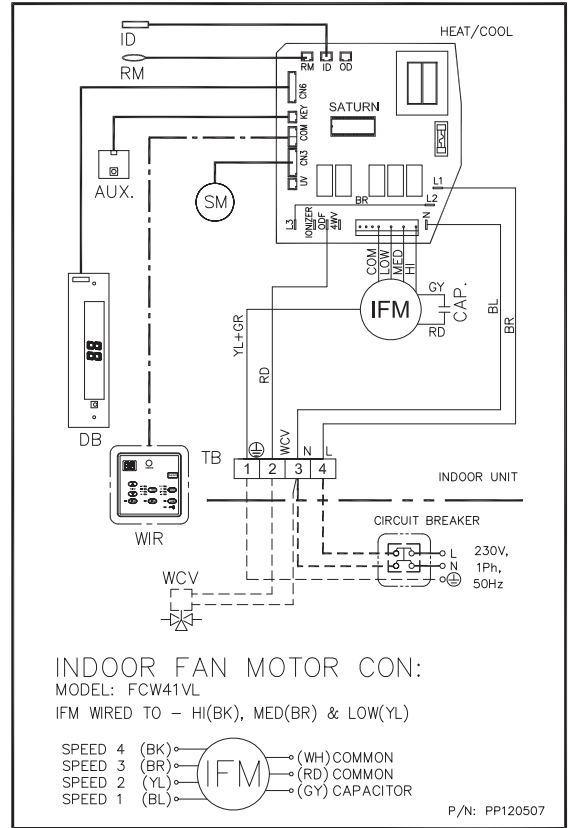 ID
RM
HEAT/COOL
RM ID OD
CN6
KEY
COM
CN3
UV
SATURN
AUX.
SM
L1
BR
L2
L3
IONIZER
ODF
4WV
N
COM
LOW
MED
HI
IFM
GY
CAP.
RD
YL+GR
RD
BL
BR
88
DB
WIR
TB
WCV
N
L
1 2 3 4
INDOOR UNIT
CIRCUIT BREAKER
L
N
230V,
1Ph,
50Hz
WCV
INDOOR FAN MOTOR CON:
MODEL: FCW41VL
IFM WIRED TO – HI(BK), MED(BR) & LOW(YL)
SPEED 4 (BK)
SPEED 3 (BR)
SPEED 2 (YL)
SPEED 1 (BL)
IFM
(WH) COMMON
(RD) COMMON
(GY) CAPACITOR
P/N: PP120507